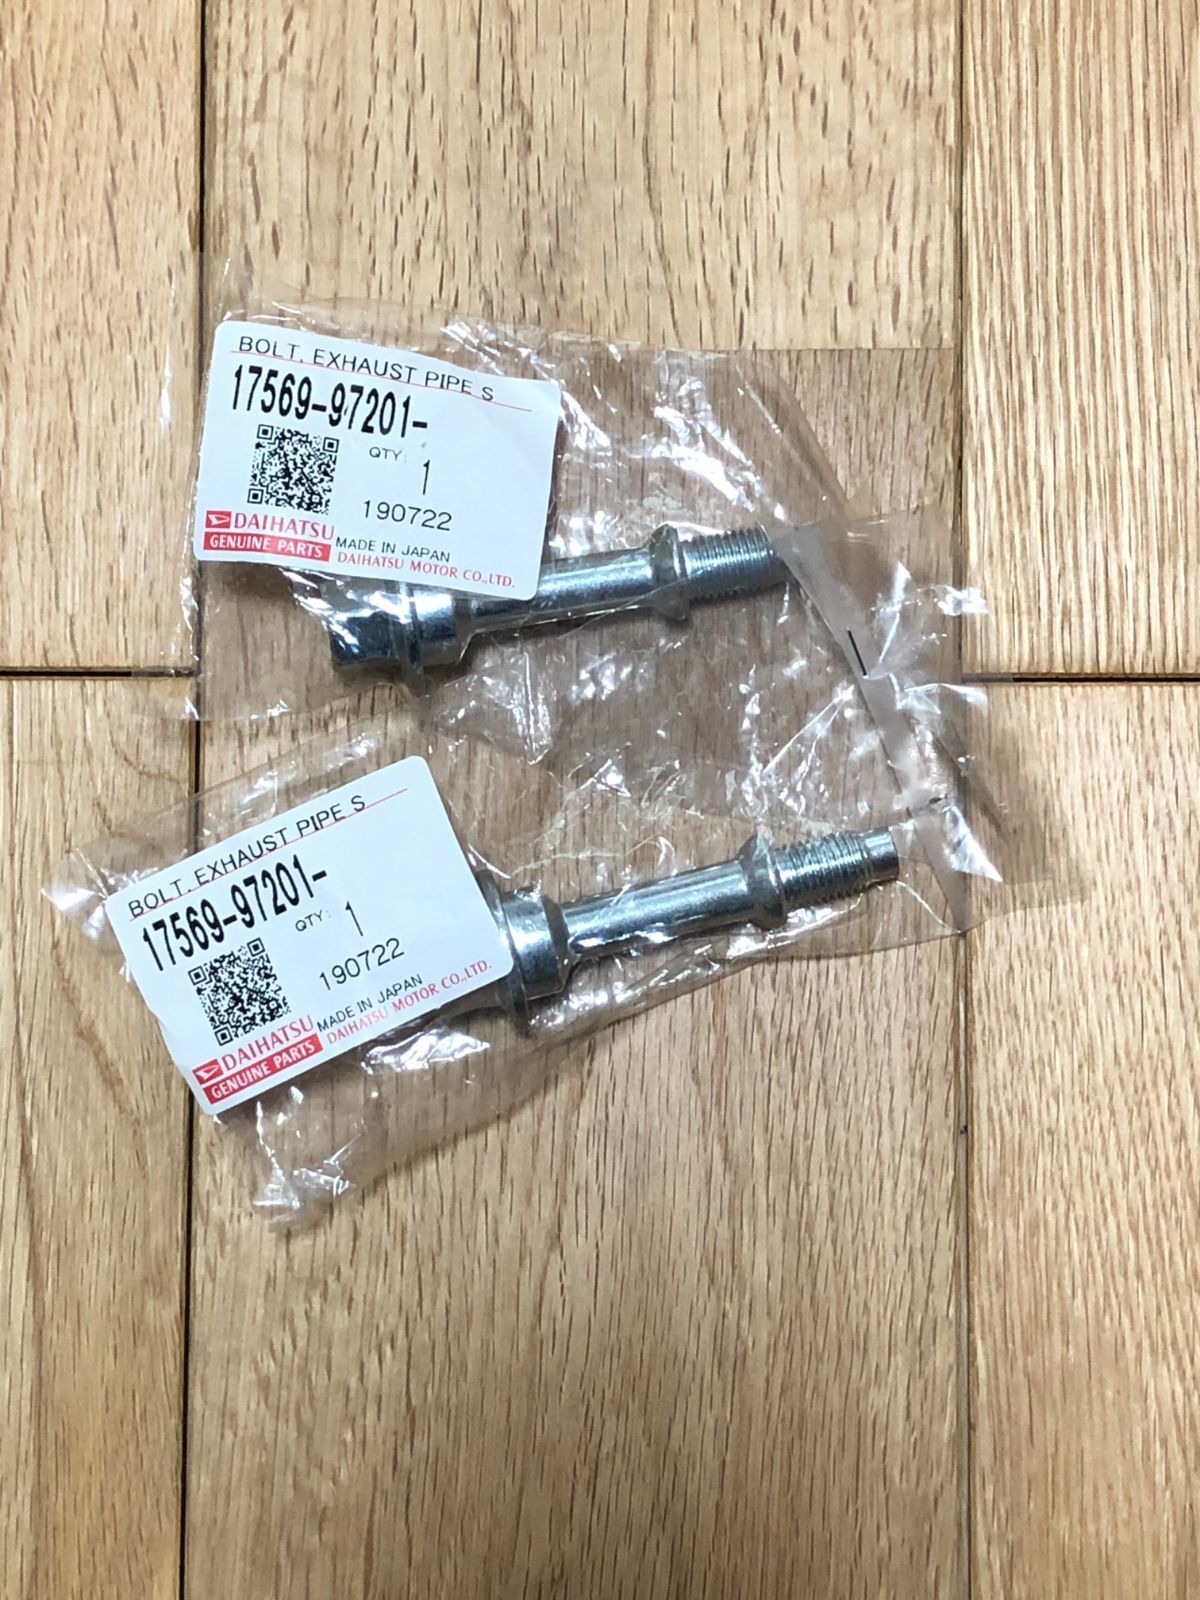 BOLT, EXHAUST PIPE S
17569-97201-
QTY: 1
190722
DAIHATSU
GENUINE PARTS
MADE IN JAPAN
DAIHATSU MOTOR CO.,LTD.
BOLT, EXHAUST PIPE S
17569-97201-
QTY: 1
190722
DAIHATSU
GENUINE PARTS
MADE IN JAPAN
DAIHATSU MOTOR CO.,LTD.